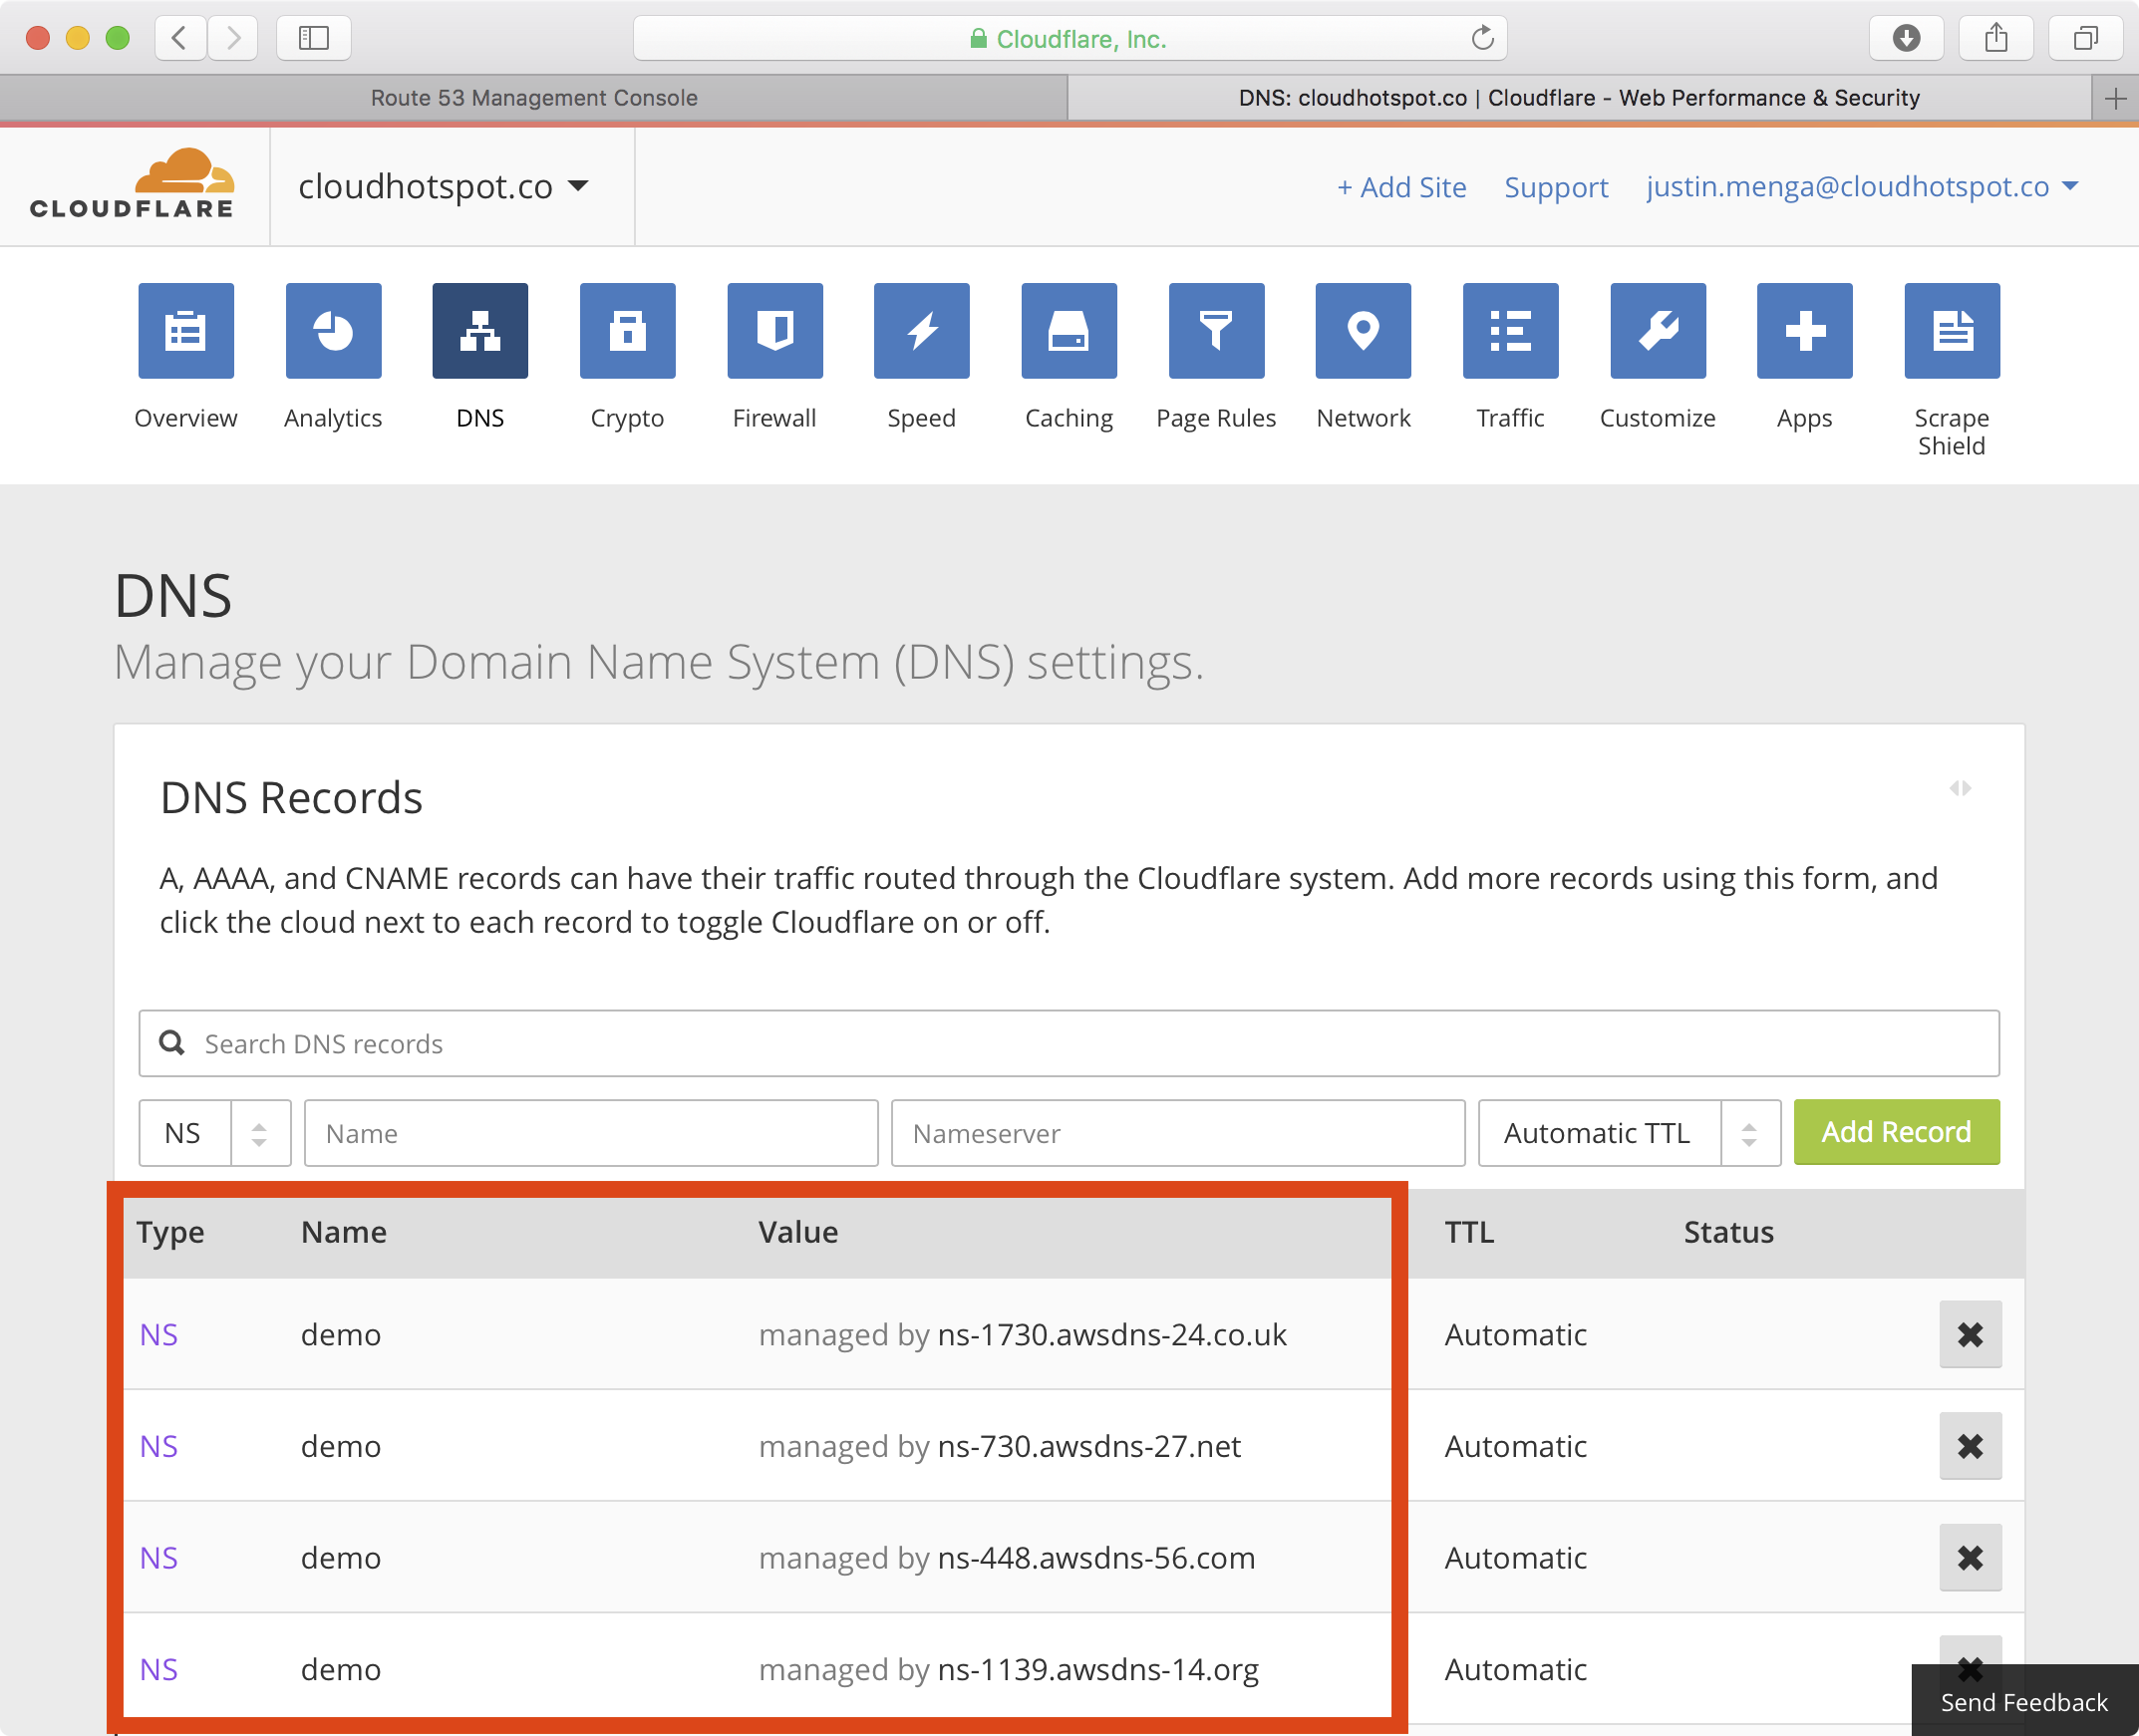 Cloudflare, Inc.
Route 53 Management Console
DNS: cloudhotspot.co | Cloudflare - Web Performance & Security
CLOUDFLARE
cloudhotspot.co
+ Add Site Support justin.menga@cloudhotspot.co
Overview Analytics DNS Crypto Firewall Speed Caching Page Rules Network Traffic Customize Apps Scrape Shield
DNS
Manage your Domain Name System (DNS) settings.
DNS Records
A, AAAA, and CNAME records can have their traffic routed through the Cloudflare system. Add more records using this form, and
click the cloud next to each record to toggle Cloudflare on or off.
Search DNS records
NS Name Nameserver Automatic TTL Add Record
Type Name Value TTL Status
NS demo managed by ns-1730.awsdns-24.co.uk Automatic
NS demo managed by ns-730.awsdns-27.net Automatic
NS demo managed by ns-448.awsdns-56.com Automatic
NS demo managed by ns-1139.awsdns-14.org Automatic
Send Feedback